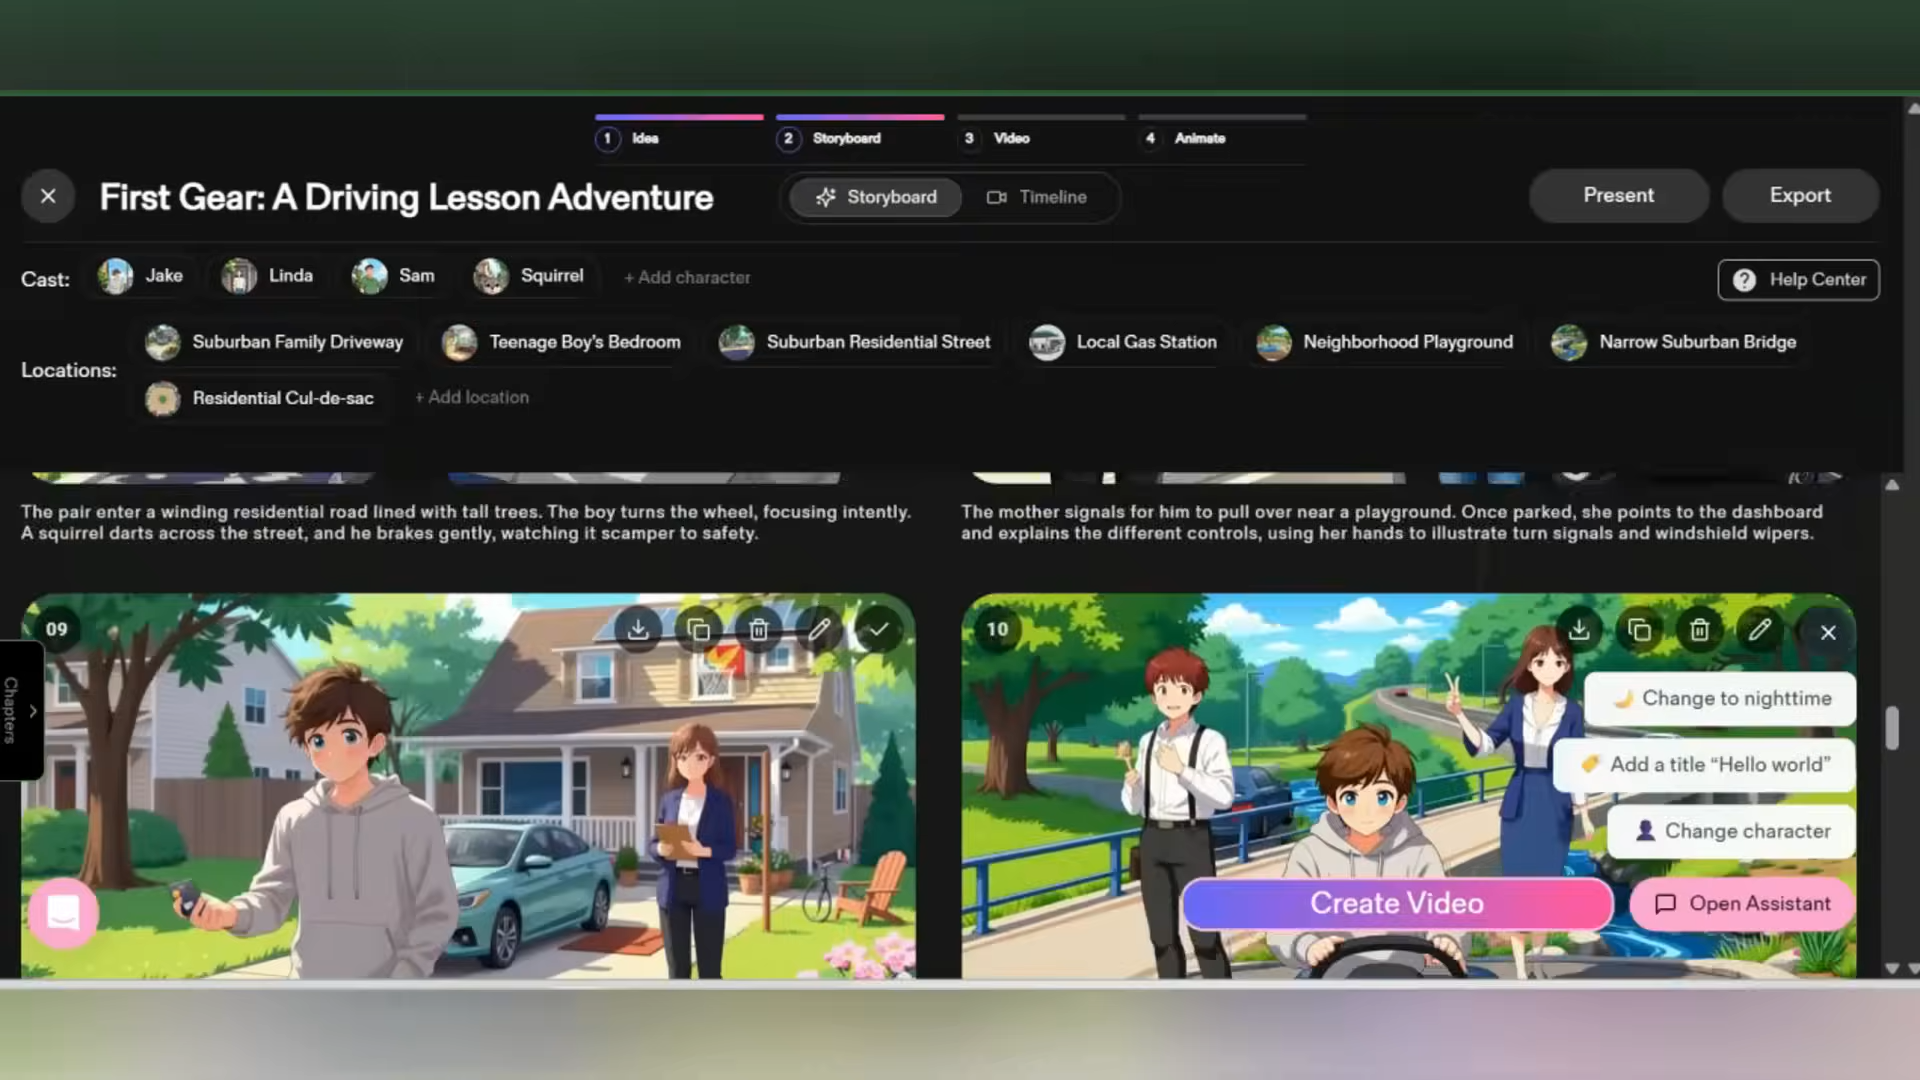 1 Idea 2 Storyboard 3 Video 4 Animate
First Gear: A Driving Lesson Adventure
Storyboard Timeline
Present Export
Cast: Jake Linda Sam Squirrel + Add character
? Help Center
Locations: Suburban Family Driveway Teenage Boy's Bedroom Suburban Residential Street Local Gas Station Neighborhood Playground Narrow Suburban Bridge
Residential Cul-de-sac + Add location
The pair enter a winding residential road lined with tall trees. The boy turns the wheel, focusing intently.
A squirrel darts across the street, and he brakes gently, watching it scamper to safety.
The mother signals for him to pull over near a playground. Once parked, she points to the dashboard
and explains the different controls, using her hands to illustrate turn signals and windshield wipers.
09
10
Chapters
Change to nighttime
Add a title “Hello world”
Change character
Create Video
Open Assistant